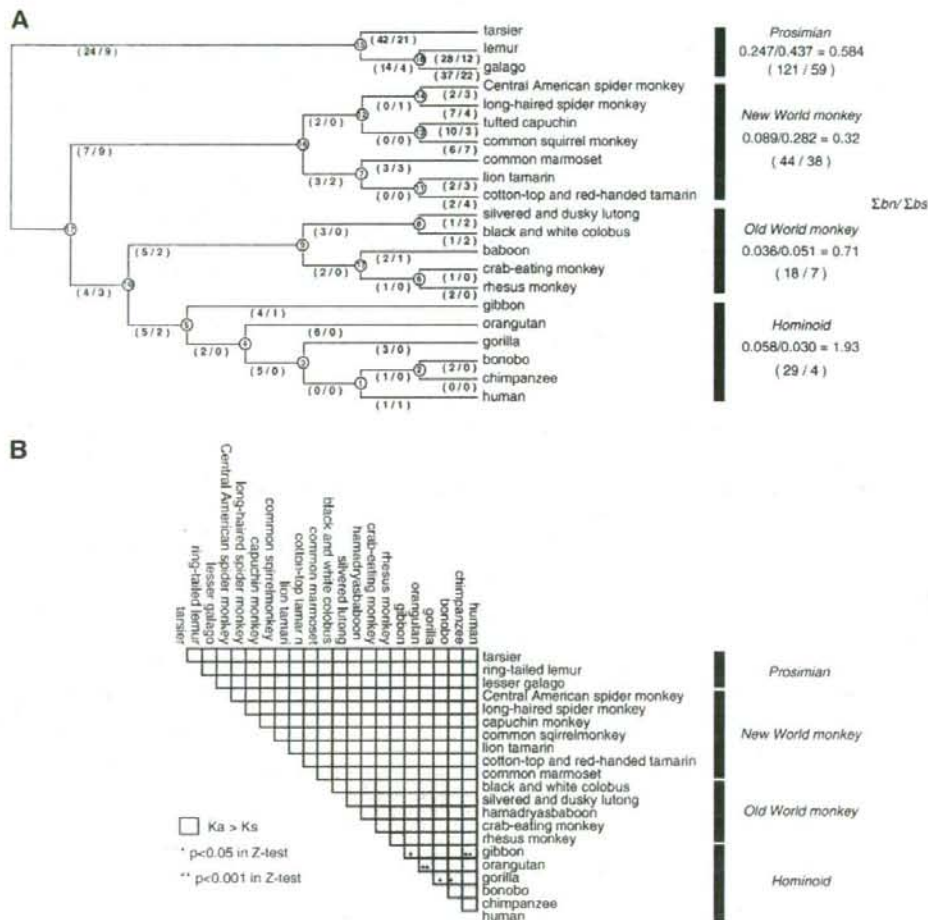 A
tarsier
lemur
galago
Central American spider monkey
long-haired spider monkey
tufted capuchin
common squirrel monkey
common marmoset
lion tamarin
cotton-top and red-handed tamarin
silvered and dusky lutong
black and white colobus
baboon
crab-eating monkey
rhesus monkey
gibbon
orangutan
gorilla
bonobo
chimpanzee
human
(24/9)
(42/21)
(14/4)
(28/12)
(37/22)
(7/9)
(2/0)
(0/1)
(2/3)
(7/4)
(0/0)
(10/3)
(6/7)
(3/2)
(3/3)
(0/0)
(2/3)
(2/4)
(4/3)
(5/2)
(3/0)
(1/2)
(1/2)
(2/0)
(2/1)
(1/0)
(1/0)
(2/0)
(5/2)
(4/1)
(2/0)
(6/0)
(5/0)
(3/0)
(0/0)
(1/0)
(2/0)
(0/0)
(1/1)
Prosimian
0.247/0.437 = 0.584
(121/59)
New World monkey
0.089/0.282 = 0.32
(44/38)
Σbn/Σbs
Old World monkey
0.036/0.051 = 0.71
(18/7)
Hominoid
0.058/0.030 = 1.93
(29/4)
B
tarsier
ring-tailed lemur
lesser galago
Central American spider monkey
long-haired spider monkey
capuchin monkey
common sqirrelmonkey
lion tamari
cotton-top tamar n
common marmoset
black and white colobus
silvered lutong
hamadryasbaboon
crab-eating monkey
rhesus monkey
gibbon
orangutan
gorilla
bonobo
chimpanzee
human
tarsier
ring-tailed lemur
lesser galago
Central American spider monkey
long-haired spider monkey
capuchin monkey
common sqirrelmonkey
lion tamarin
cotton-top and red-handed tamarin
common marmoset
black and white colobus
silvered and dusky lutong
hamadryasbaboon
crab-eating monkey
rhesus monkey
gibbon
orangutan
gorilla
bonobo
chimpanzee
human
Prosimian
New World monkey
Old World monkey
Hominoid
Ka > Ks
* p<0.05 in Z-test
** p<0.001 in Z-test